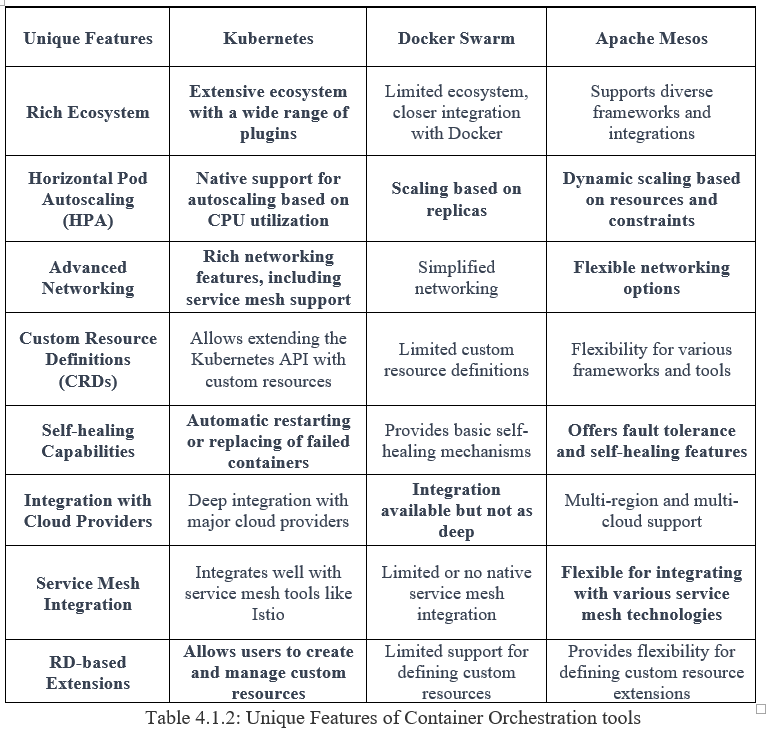 Unique Features
Kubernetes
Docker Swarm
Apache Mesos
Rich Ecosystem
Extensive ecosystem
with a wide range of
plugins
Limited ecosystem,
closer integration
with Docker
Supports diverse
frameworks and
integrations
Horizontal Pod
Autoscaling
(HPA)
Native support for
autoscaling based on
CPU utilization
Scaling based on
replicas
Dynamic scaling based
on resources and
constraints
Advanced
Networking
Rich networking
features, including
service mesh support
Simplified
networking
Flexible networking
options
Custom Resource
Definitions
(CRDs)
Allows extending the
Kubernetes API with
custom resources
Limited custom
resource definitions
Flexibility for various
frameworks and tools
Self-healing
Capabilities
Automatic restarting
or replacing of failed
containers
Provides basic self-
healing mechanisms
Offers fault tolerance
and self-healing features
Integration with
Cloud Providers
Deep integration with
major cloud providers
Integration
available but not as
deep
Multi-region and multi-
cloud support
Service Mesh
Integration
Integrates well with
service mesh tools like
Istio
Limited or no native
service mesh
integration
Flexible for integrating
with various service
mesh technologies
RD-based
Extensions
Allows users to create
and manage custom
resources
Limited support for
defining custom
resources
Provides flexibility for
defining custom resource
extensions
Table 4.1.2: Unique Features of Container Orchestration tools